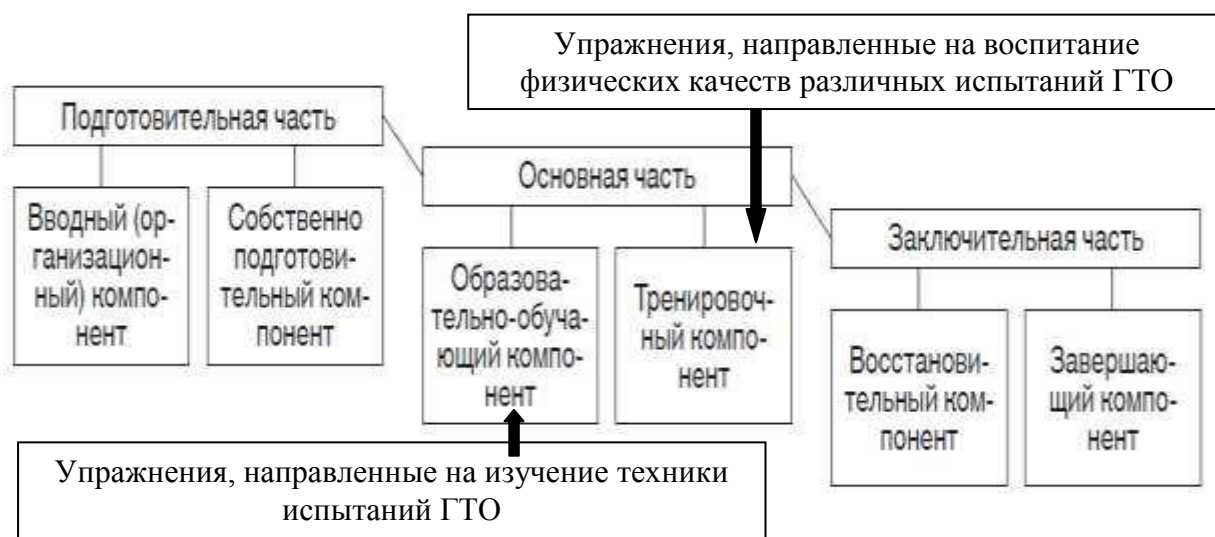 Упражнения, направленные на воспитание
физических качеств различных испытаний ГТО
Подготовительная часть
Основная часть
Заключительная часть
Вводный (ор-
ганизацион-
ный) компо-
нент
Собственно
подготови-
тельный ком-
понент
Образова-
тельно-обуча-
ющий компо-
нент
Тренировоч-
ный компо-
нент
Восстанови-
тельный ком-
понент
Завершаю-
щий компо-
нент
Упражнения, направленные на изучение техники
испытаний ГТО